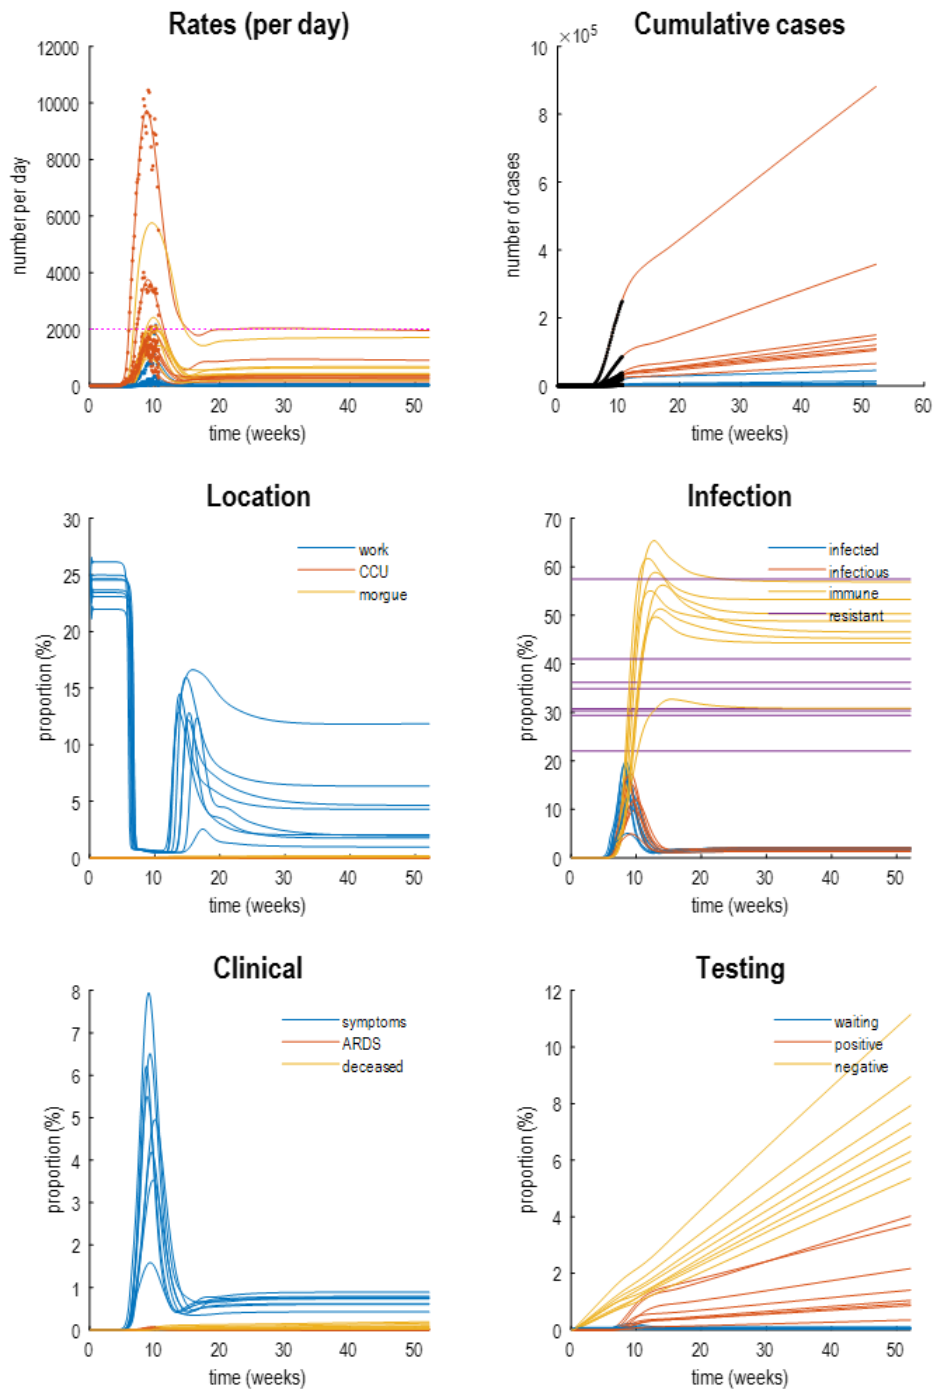 Rates (per day)
12000
10000
8000
6000
4000
2000
0
number per day
0 10 20 30 40 50
time (weeks)
Cumulative cases
×10⁵
10
8
6
4
2
0
number of cases
0 10 20 30 40 50 60
time (weeks)
Location
30
25
20
15
10
5
0
proportion (%)
work
CCU
morgue
0 10 20 30 40 50
time (weeks)
Infection
70
60
50
40
30
20
10
0
proportion (%)
infected
infectious
immune
resistant
0 10 20 30 40 50
time (weeks)
Clinical
8
7
6
5
4
3
2
1
0
proportion (%)
symptoms
ARDS
deceased
0 10 20 30 40 50
time (weeks)
Testing
12
10
8
6
4
2
0
proportion (%)
waiting
positive
negative
0 10 20 30 40 50
time (weeks)